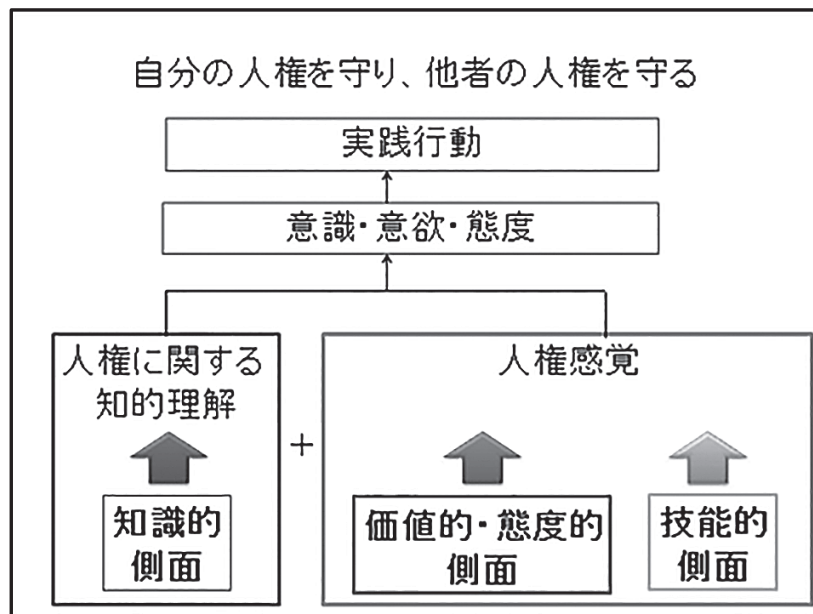 自分の人権を守り、他者の人権を守る
実践行動
意識・意欲・態度
人権に関する
知的理解
人権感覚
+
知識的
側面
価値的・態度的
側面
技能的
側面